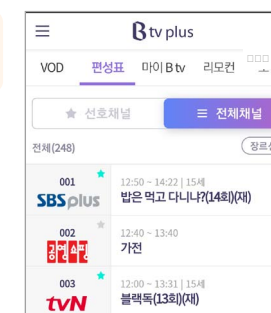 B tv plus
VOD 편성표 마이 B tv 리모컨
★ 선호채널 ☰ 전체채널
전체(248) 장르선
001 12:50 ~ 14:22 | 15세
SBS plus 밥은 먹고 다니냐?(14회)(재)
002 12:40 ~ 13:40
공영쇼핑 가전
003 12:00 ~ 13:31 | 15세
tvN 블랙독(13회)(재)